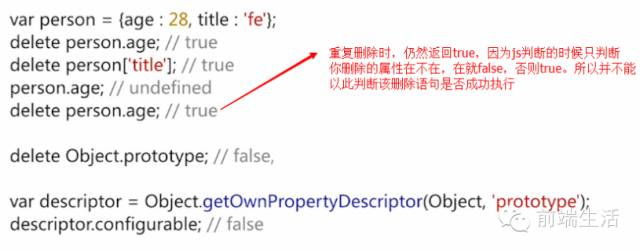 var person = {age : 28, title : 'fe'};
delete person.age; // true
delete person['title']; // true
person.age; // undefined
delete person.age; // true
重复删除时，仍然返回true，因为js判断的时候只判断
你删除的属性在不在，在就false，否则true。所以并不能
以此判断该删除语句是否成功执行
delete Object.prototype; // false,
var descriptor = Object.getOwnPropertyDescriptor(Object, 'prototype');
descriptor.configurable; // false
前端生活